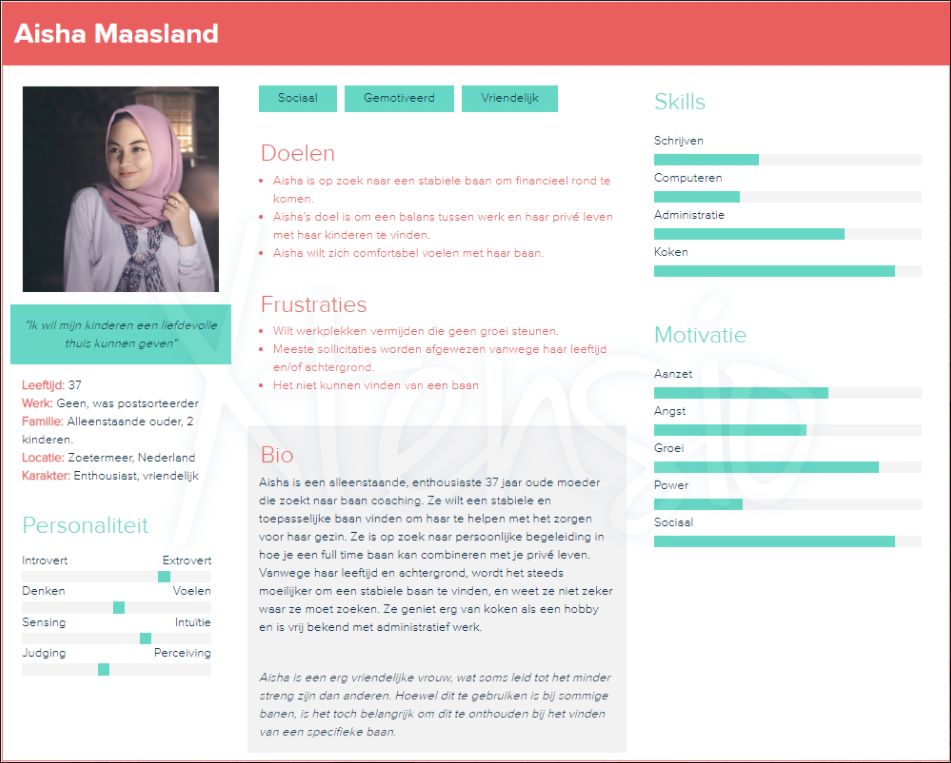 Aisha Maasland
"Ik wil mijn kinderen een liefdevolle
thuis kunnen geven"
Leeftijd: 37
Werk: Geen, was postsorteerder
Familie: Alleenstaande ouder, 2
kinderen.
Locatie: Zoetermeer, Nederland
Karakter: Enthousiast, vriendelijk
Personaliteit
Introvert Extrovert
Denken Voelen
Sensing Intuïtie
Judging Perceiving
Sociaal Gemotiveerd Vriendelijk
Doelen
• Aisha is op zoek naar een stabiele baan om financieel rond te
komen.
• Aisha's doel is om een balans tussen werk en haar privé leven
met haar kinderen te vinden.
• Aisha wilt zich comfortabel voelen met haar baan.
Frustraties
• Wilt werkplekken vermijden die geen groei steunen.
• Meeste sollicitaties worden afgewezen vanwege haar leeftijd
en/of achtergrond.
• Het niet kunnen vinden van een baan
Bio
Aisha is een alleenstaande, enthousiaste 37 jaar oude moeder
die zoekt naar baan coaching. Ze wilt een stabiele en
toepasselijke baan vinden om haar te helpen met het zorgen
voor haar gezin. Ze is op zoek naar persoonlijke begeleiding in
hoe je een full time baan kan combineren met je privé leven.
Vanwege haar leeftijd en achtergrond, wordt het steeds
moeilijker om een stabiele baan te vinden, en weet ze niet zeker
waar ze moet zoeken. Ze geniet erg van koken als een hobby
en is vrij bekend met administratief werk.
Aisha is een erg vriendelijke vrouw, wat soms leid tot het minder
streng zijn dan anderen. Hoewel dit te gebruiken is bij sommige
banen, is het toch belangrijk om dit te onthouden bij het vinden
van een specifieke baan.
Skills
Schrijven
Computeren
Administratie
Koken
Motivatie
Aanzet
Angst
Groei
Power
Sociaal
Xtensio